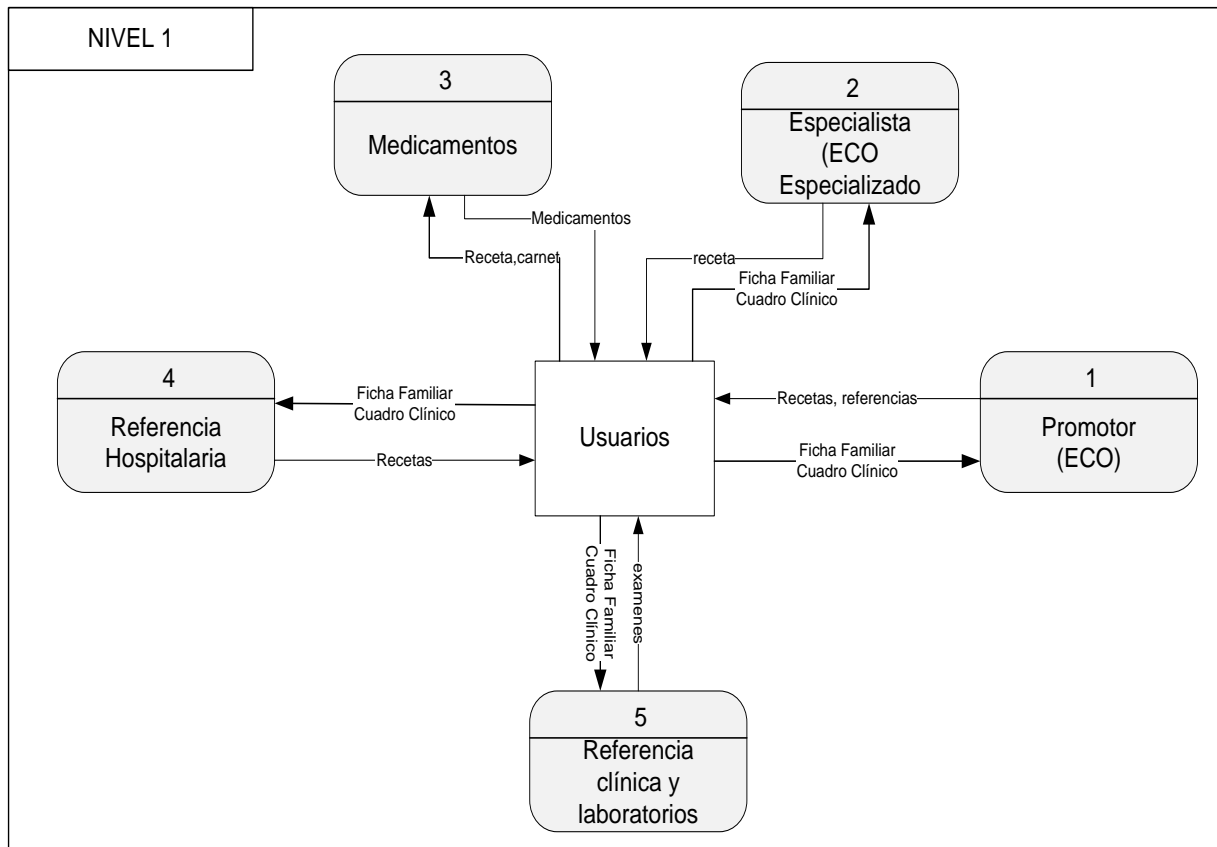 NIVEL 1
3
Medicamentos
2
Especialista
(ECO
Especializado
Medicamentos
Receta,carnet
receta
Ficha Familiar
Cuadro Clínico
4
Referencia
Hospitalaria
Ficha Familiar
Cuadro Clínico
Recetas
Usuarios
Recetas, referencias
Ficha Familiar
Cuadro Clínico
1
Promotor
(ECO)
Ficha Familiar
Cuadro Clínico
examenes
5
Referencia
clínica y
laboratorios